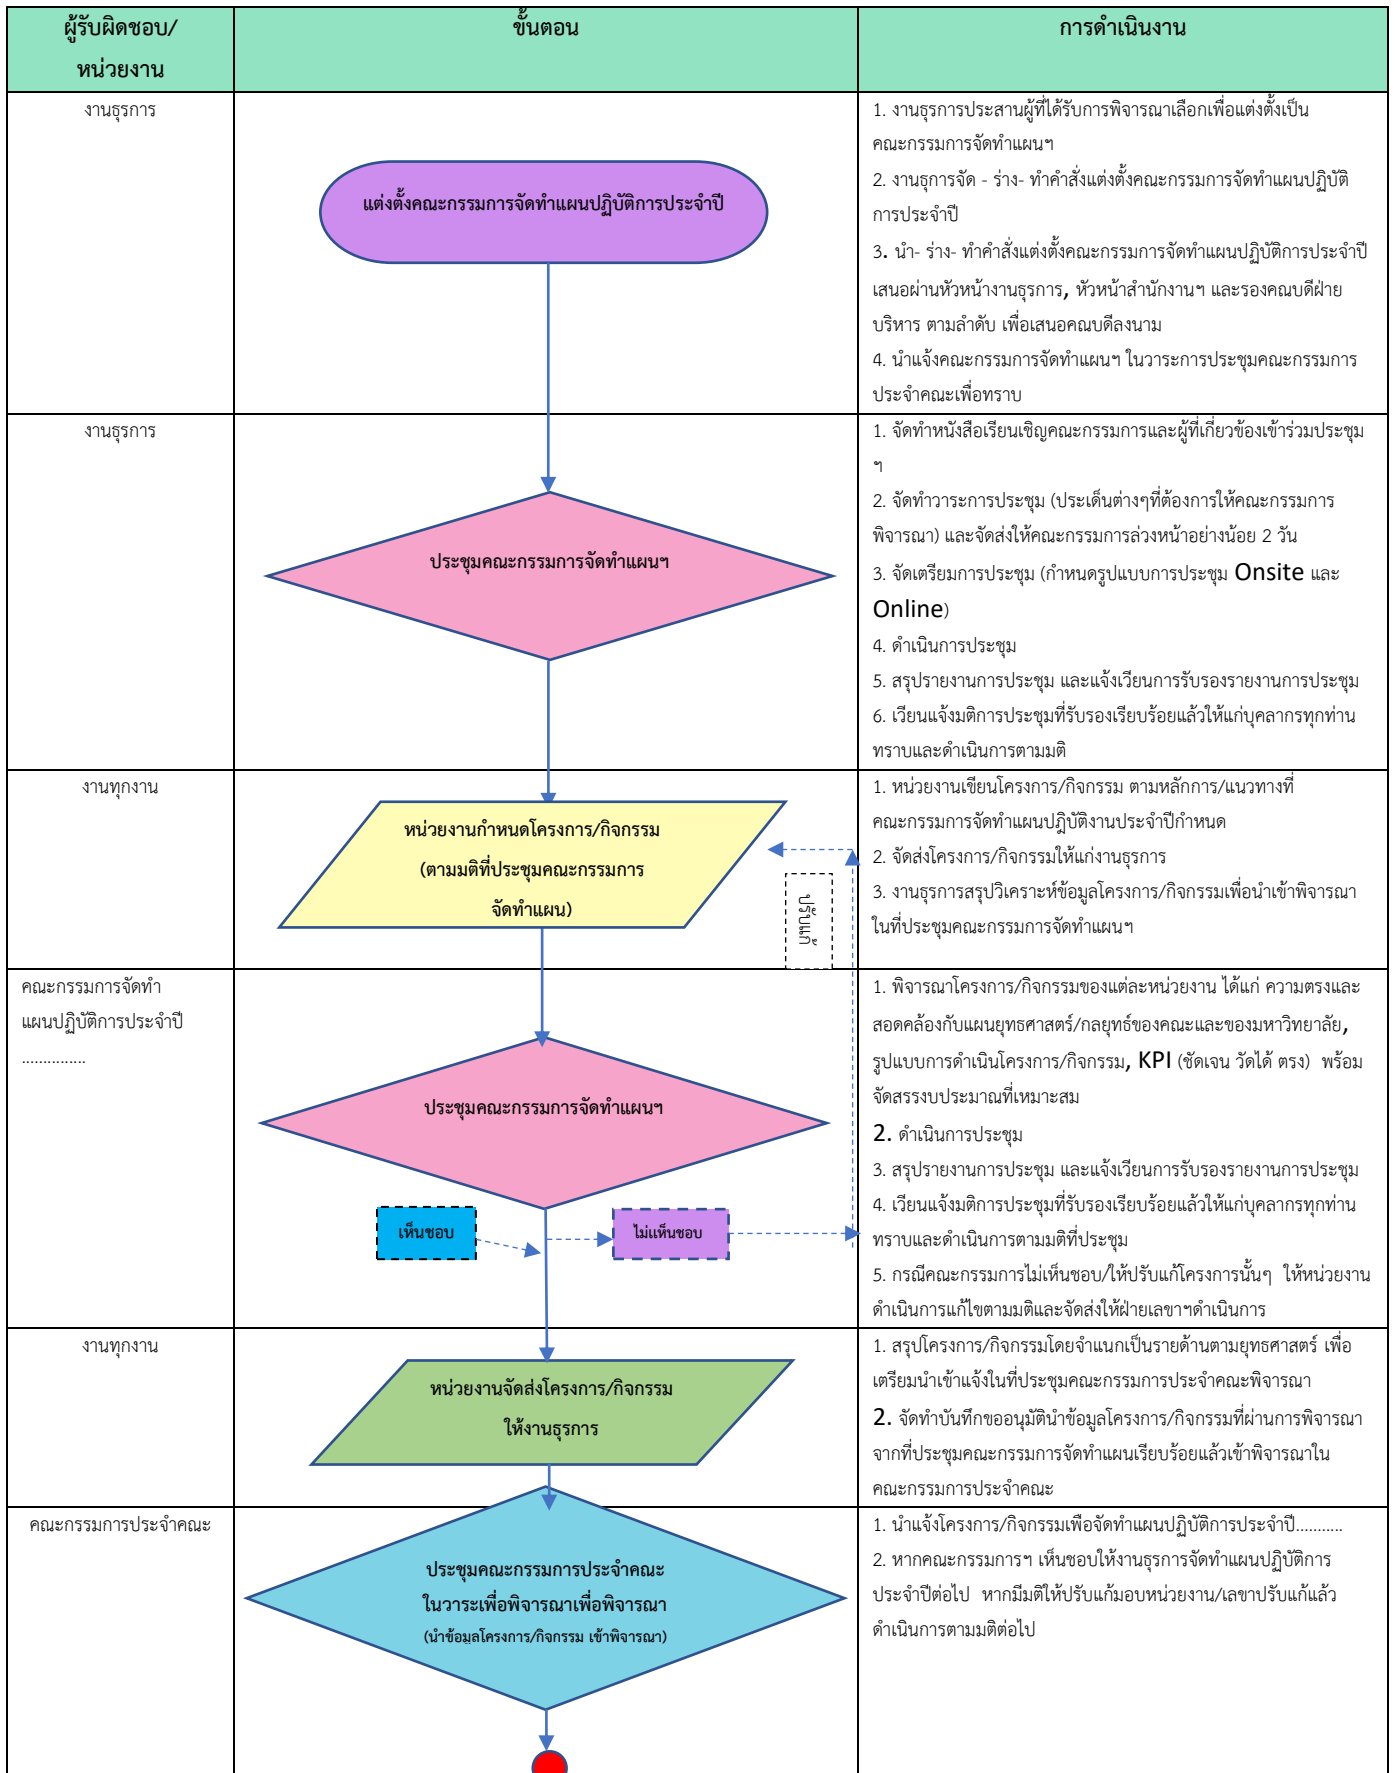 ผู้รับผิดชอบ/
หน่วยงาน
ขั้นตอน
การดำเนินงาน
งานธุรการ
แต่งตั้งคณะกรรมการจัดทำแผนปฏิบัติการประจำปี
1. งานธุรการประสานผู้ที่ได้รับการพิจารณาเลือกเพื่อแต่งตั้งเป็น
คณะกรรมการจัดทำแผนฯ
2. งานธุการจัด - ร่าง- ทำคำสั่งแต่งตั้งคณะกรรมการจัดทำแผนปฏิบัติ
การประจำปี
3. นำ- ร่าง- ทำคำสั่งแต่งตั้งคณะกรรมการจัดทำแผนปฏิบัติการประจำปี
เสนอผ่านหัวหน้างานธุรการ, หัวหน้าสำนักงานฯ และรองคณบดีฝ่าย
บริหาร ตามลำดับ เพื่อเสนอคณบดีลงนาม
4. นำแจ้งคณะกรรมการจัดทำแผนฯ ในวาระการประชุมคณะกรรมการ
ประจำคณะเพื่อทราบ
งานธุรการ
ประชุมคณะกรรมการจัดทำแผนฯ
1. จัดทำหนังสือเรียนเชิญคณะกรรมการและผู้ที่เกี่ยวข้องเข้าร่วมประชุม
ฯ
2. จัดทำวาระการประชุม (ประเด็นต่างๆที่ต้องการให้คณะกรรมการ
พิจารณา) และจัดส่งให้คณะกรรมการล่วงหน้าอย่างน้อย 2 วัน
3. จัดเตรียมการประชุม (กำหนดรูปแบบการประชุม Onsite และ
Online)
4. ดำเนินการประชุม
5. สรุปรายงานการประชุม และแจ้งเวียนการรับรองรายงานการประชุม
6. เวียนแจ้งมติการประชุมที่รับรองเรียบร้อยแล้วให้แก่บุคลากรทุกท่าน
ทราบและดำเนินการตามมติ
งานทุกงาน
หน่วยงานกำหนดโครงการ/กิจกรรม
(ตามมติที่ประชุมคณะกรรมการ
จัดทำแผน)
ปรับแก้
1. หน่วยงานเขียนโครงการ/กิจกรรม ตามหลักการ/แนวทางที่
คณะกรรมการจัดทำแผนปฎิบัติงานประจำปีกำหนด
2. จัดส่งโครงการ/กิจกรรมให้แก่งานธุรการ
3. งานธุรการสรุปวิเคราะห์ข้อมูลโครงการ/กิจกรรมเพื่อนำเข้าพิจารณา
ในที่ประชุมคณะกรรมการจัดทำแผนฯ
คณะกรรมการจัดทำ
แผนปฏิบัติการประจำปี
...............
ประชุมคณะกรรมการจัดทำแผนฯ
เห็นชอบ
ไม่เห็นชอบ
1. พิจารณาโครงการ/กิจกรรมของแต่ละหน่วยงาน ได้แก่ ความตรงและ
สอดคล้องกับแผนยุทธศาสตร์/กลยุทธ์ของคณะและของมหาวิทยาลัย,
รูปแบบการดำเนินโครงการ/กิจกรรม, KPI (ชัดเจน วัดได้ ตรง)  พร้อม
จัดสรรงบประมาณที่เหมาะสม
2. ดำเนินการประชุม
3. สรุปรายงานการประชุม และแจ้งเวียนการรับรองรายงานการประชุม
4. เวียนแจ้งมติการประชุมที่รับรองเรียบร้อยแล้วให้แก่บุคลากรทุกท่าน
ทราบและดำเนินการตามมติที่ประชุม
5. กรณีคณะกรรมการไม่เห็นชอบ/ให้ปรับแก้โครงการนั้นๆ  ให้หน่วยงาน
ดำเนินการแก้ไขตามมติและจัดส่งให้ฝ่ายเลขาฯดำเนินการ
งานทุกงาน
หน่วยงานจัดส่งโครงการ/กิจกรรม
ให้งานธุรการ
1. สรุปโครงการ/กิจกรรมโดยจำแนกเป็นรายด้านตามยุทธศาสตร์ เพื่อ
เตรียมนำเข้าแจ้งในที่ประชุมคณะกรรมการประจำคณะพิจารณา
2. จัดทำบันทึกขออนุมัตินำข้อมูลโครงการ/กิจกรรมที่ผ่านการพิจารณา
จากที่ประชุมคณะกรรมการจัดทำแผนเรียบร้อยแล้วเข้าพิจารณาใน
คณะกรรมการประจำคณะ
คณะกรรมการประจำคณะ
ประชุมคณะกรรมการประจำคณะ
ในวาระเพื่อพิจารณาเพื่อพิจารณา
(นำข้อมูลโครงการ/กิจกรรม เข้าพิจารณา)
1. นำแจ้งโครงการ/กิจกรรมเพือจัดทำแผนปฏิบัติการประจำปี...........
2. หากคณะกรรมการฯ เห็นชอบให้งานธุรการจัดทำแผนปฏิบัติการ
ประจำปีต่อไป  หากมีมติให้ปรับแก้มอบหน่วยงาน/เลขาปรับแก้แล้ว
ดำเนินการตามมติต่อไป